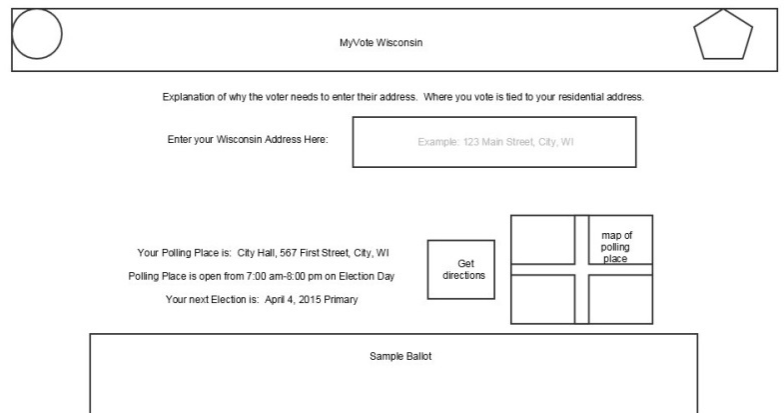 MyVote Wisconsin
Explanation of why the voter needs to enter their address.  Where you vote is tied to your residential address.
Enter your Wisconsin Address Here:
Example: 123 Main Street, City, WI
Your Polling Place is:  City Hall, 567 First Street, City, WI
Polling Place is open from 7:00 am-8:00 pm on Election Day
Your next Election is:  April 4, 2015 Primary
Get
directions
map of
polling
place
Sample Ballot